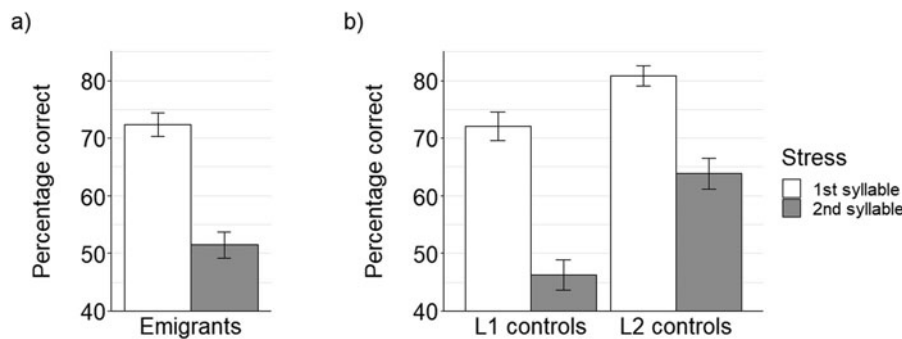 a)
Percentage correct
80
70
60
50
40
Emigrants
b)
Percentage correct
80
70
60
50
40
L1 controls
L2 controls
Stress
1st syllable
2nd syllable